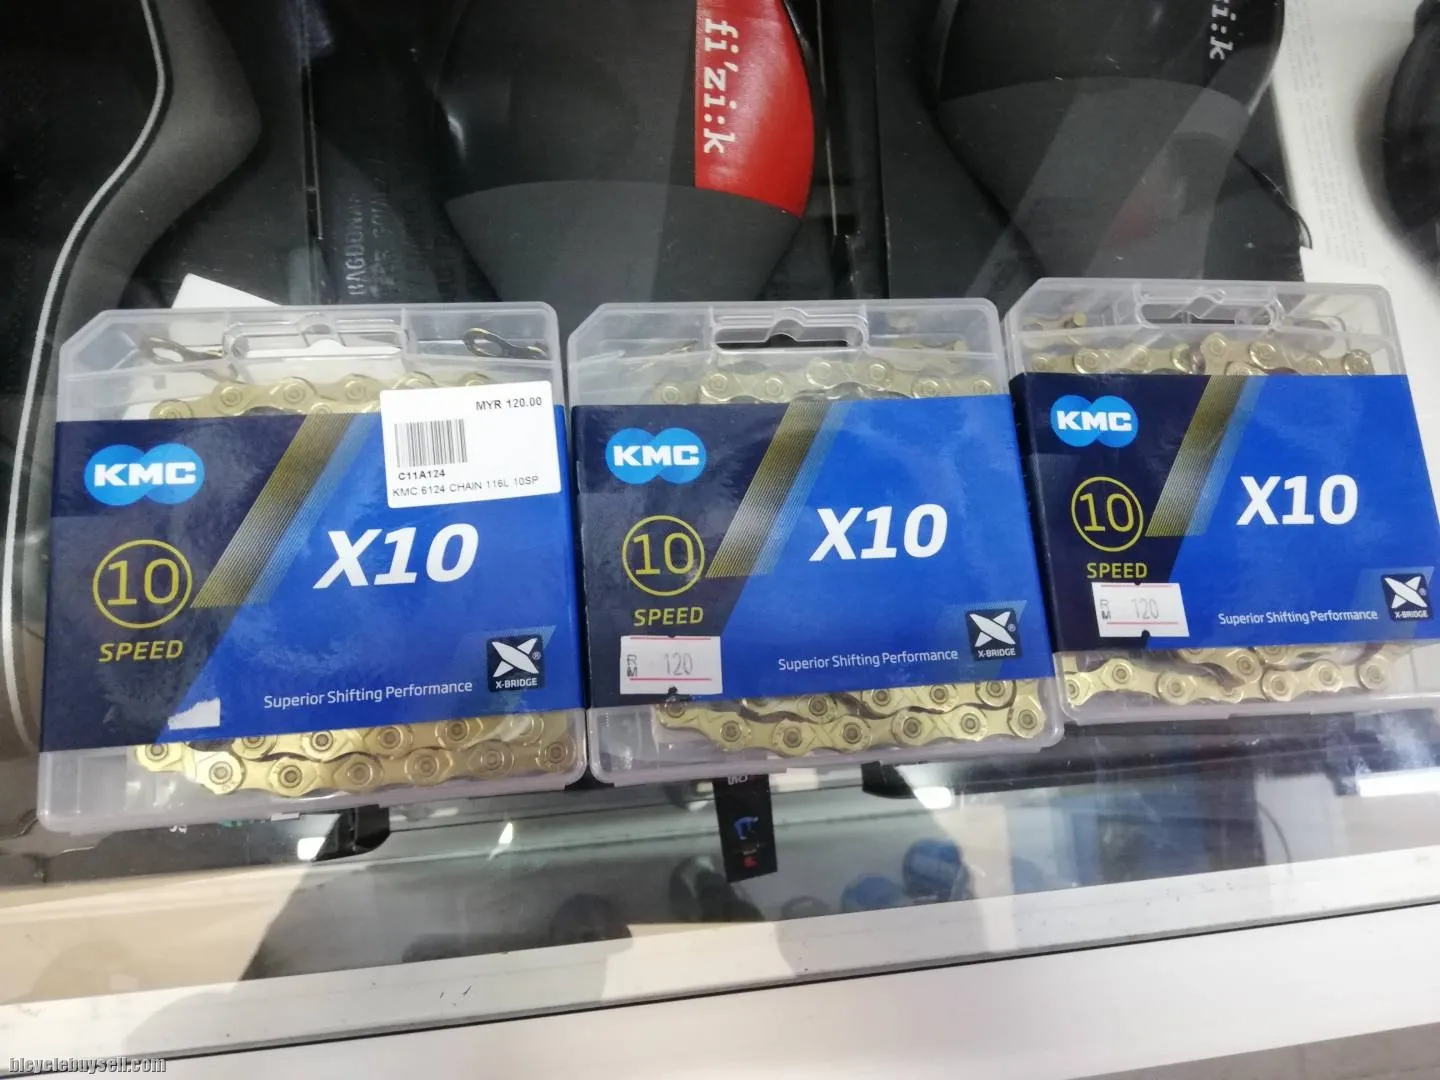 fi'zi:k
zi:k
MYR 120.00
C11A124
KMC 6124 CHAIN 116L 10SP
KMC
X10
10
SPEED
Superior Shifting Performance
X-BRIDGE
KMC
X10
10
SPEED
RM 120
Superior Shifting Performance
X-BRIDGE
KMC
X10
10
SPEED
RM 120
Superior Shifting Performance
X-BRIDGE
bicyclebuysell.com